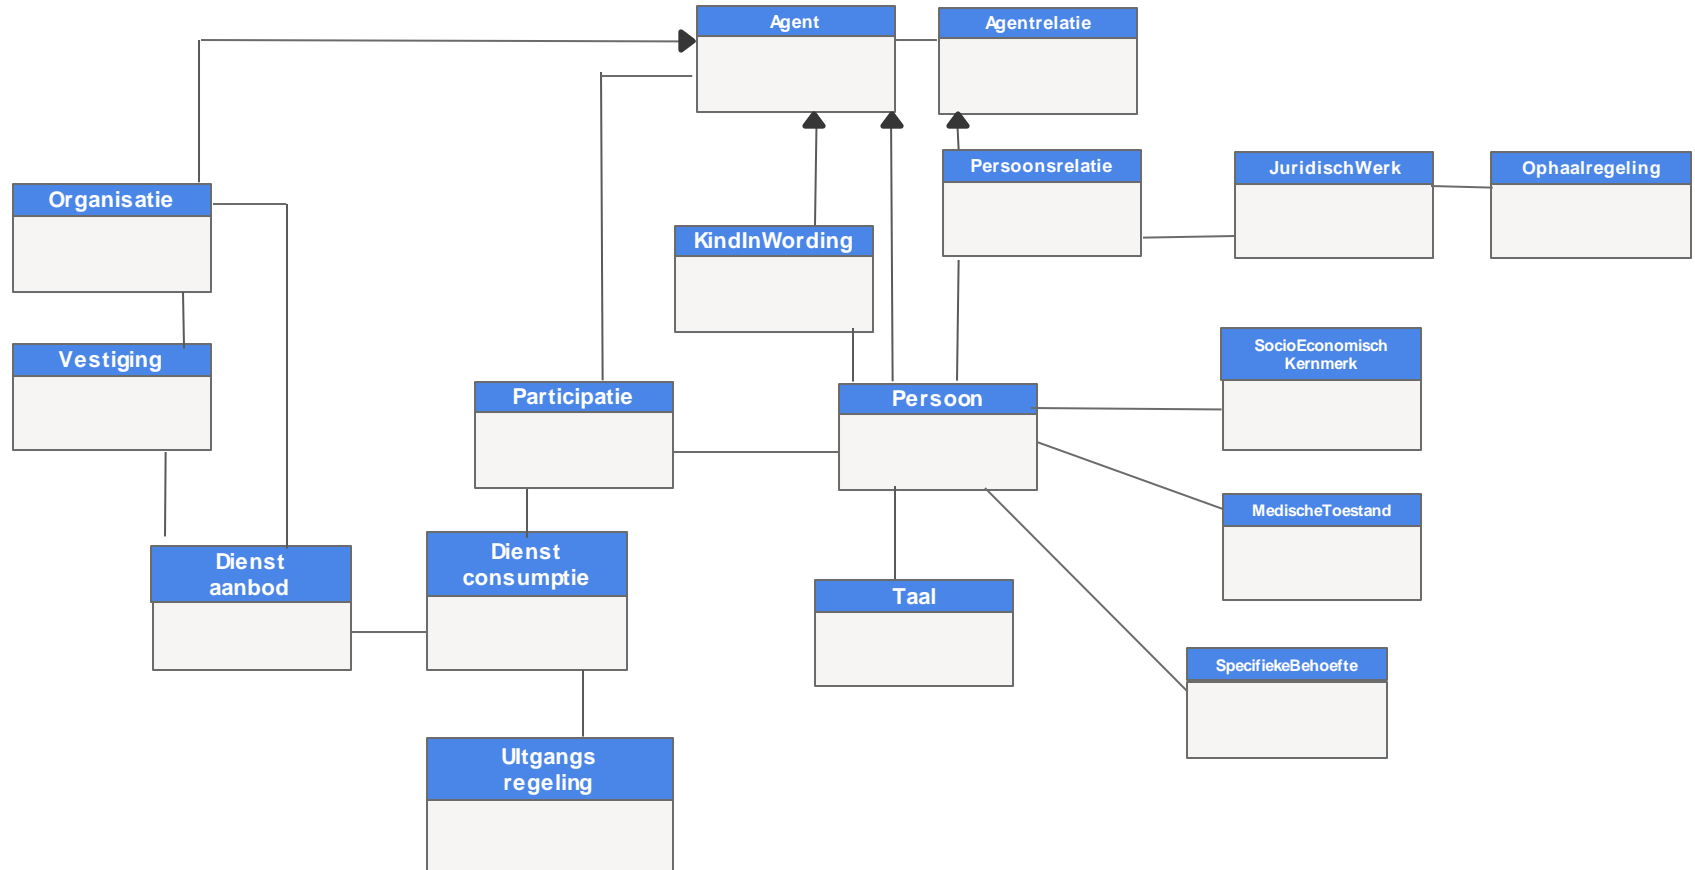 Agent
Agentrelatie
Persoonsrelatie
JuridischWerk
Ophaalregeling
Organisatie
KindInWording
Vestiging
SocioEconomisch
Kernmerk
Participatie
Persoon
MedischeToestand
Dienst
aanbod
Dienst
consumptie
Taal
SpecifiekeBehoefte
UItgangs
regeling